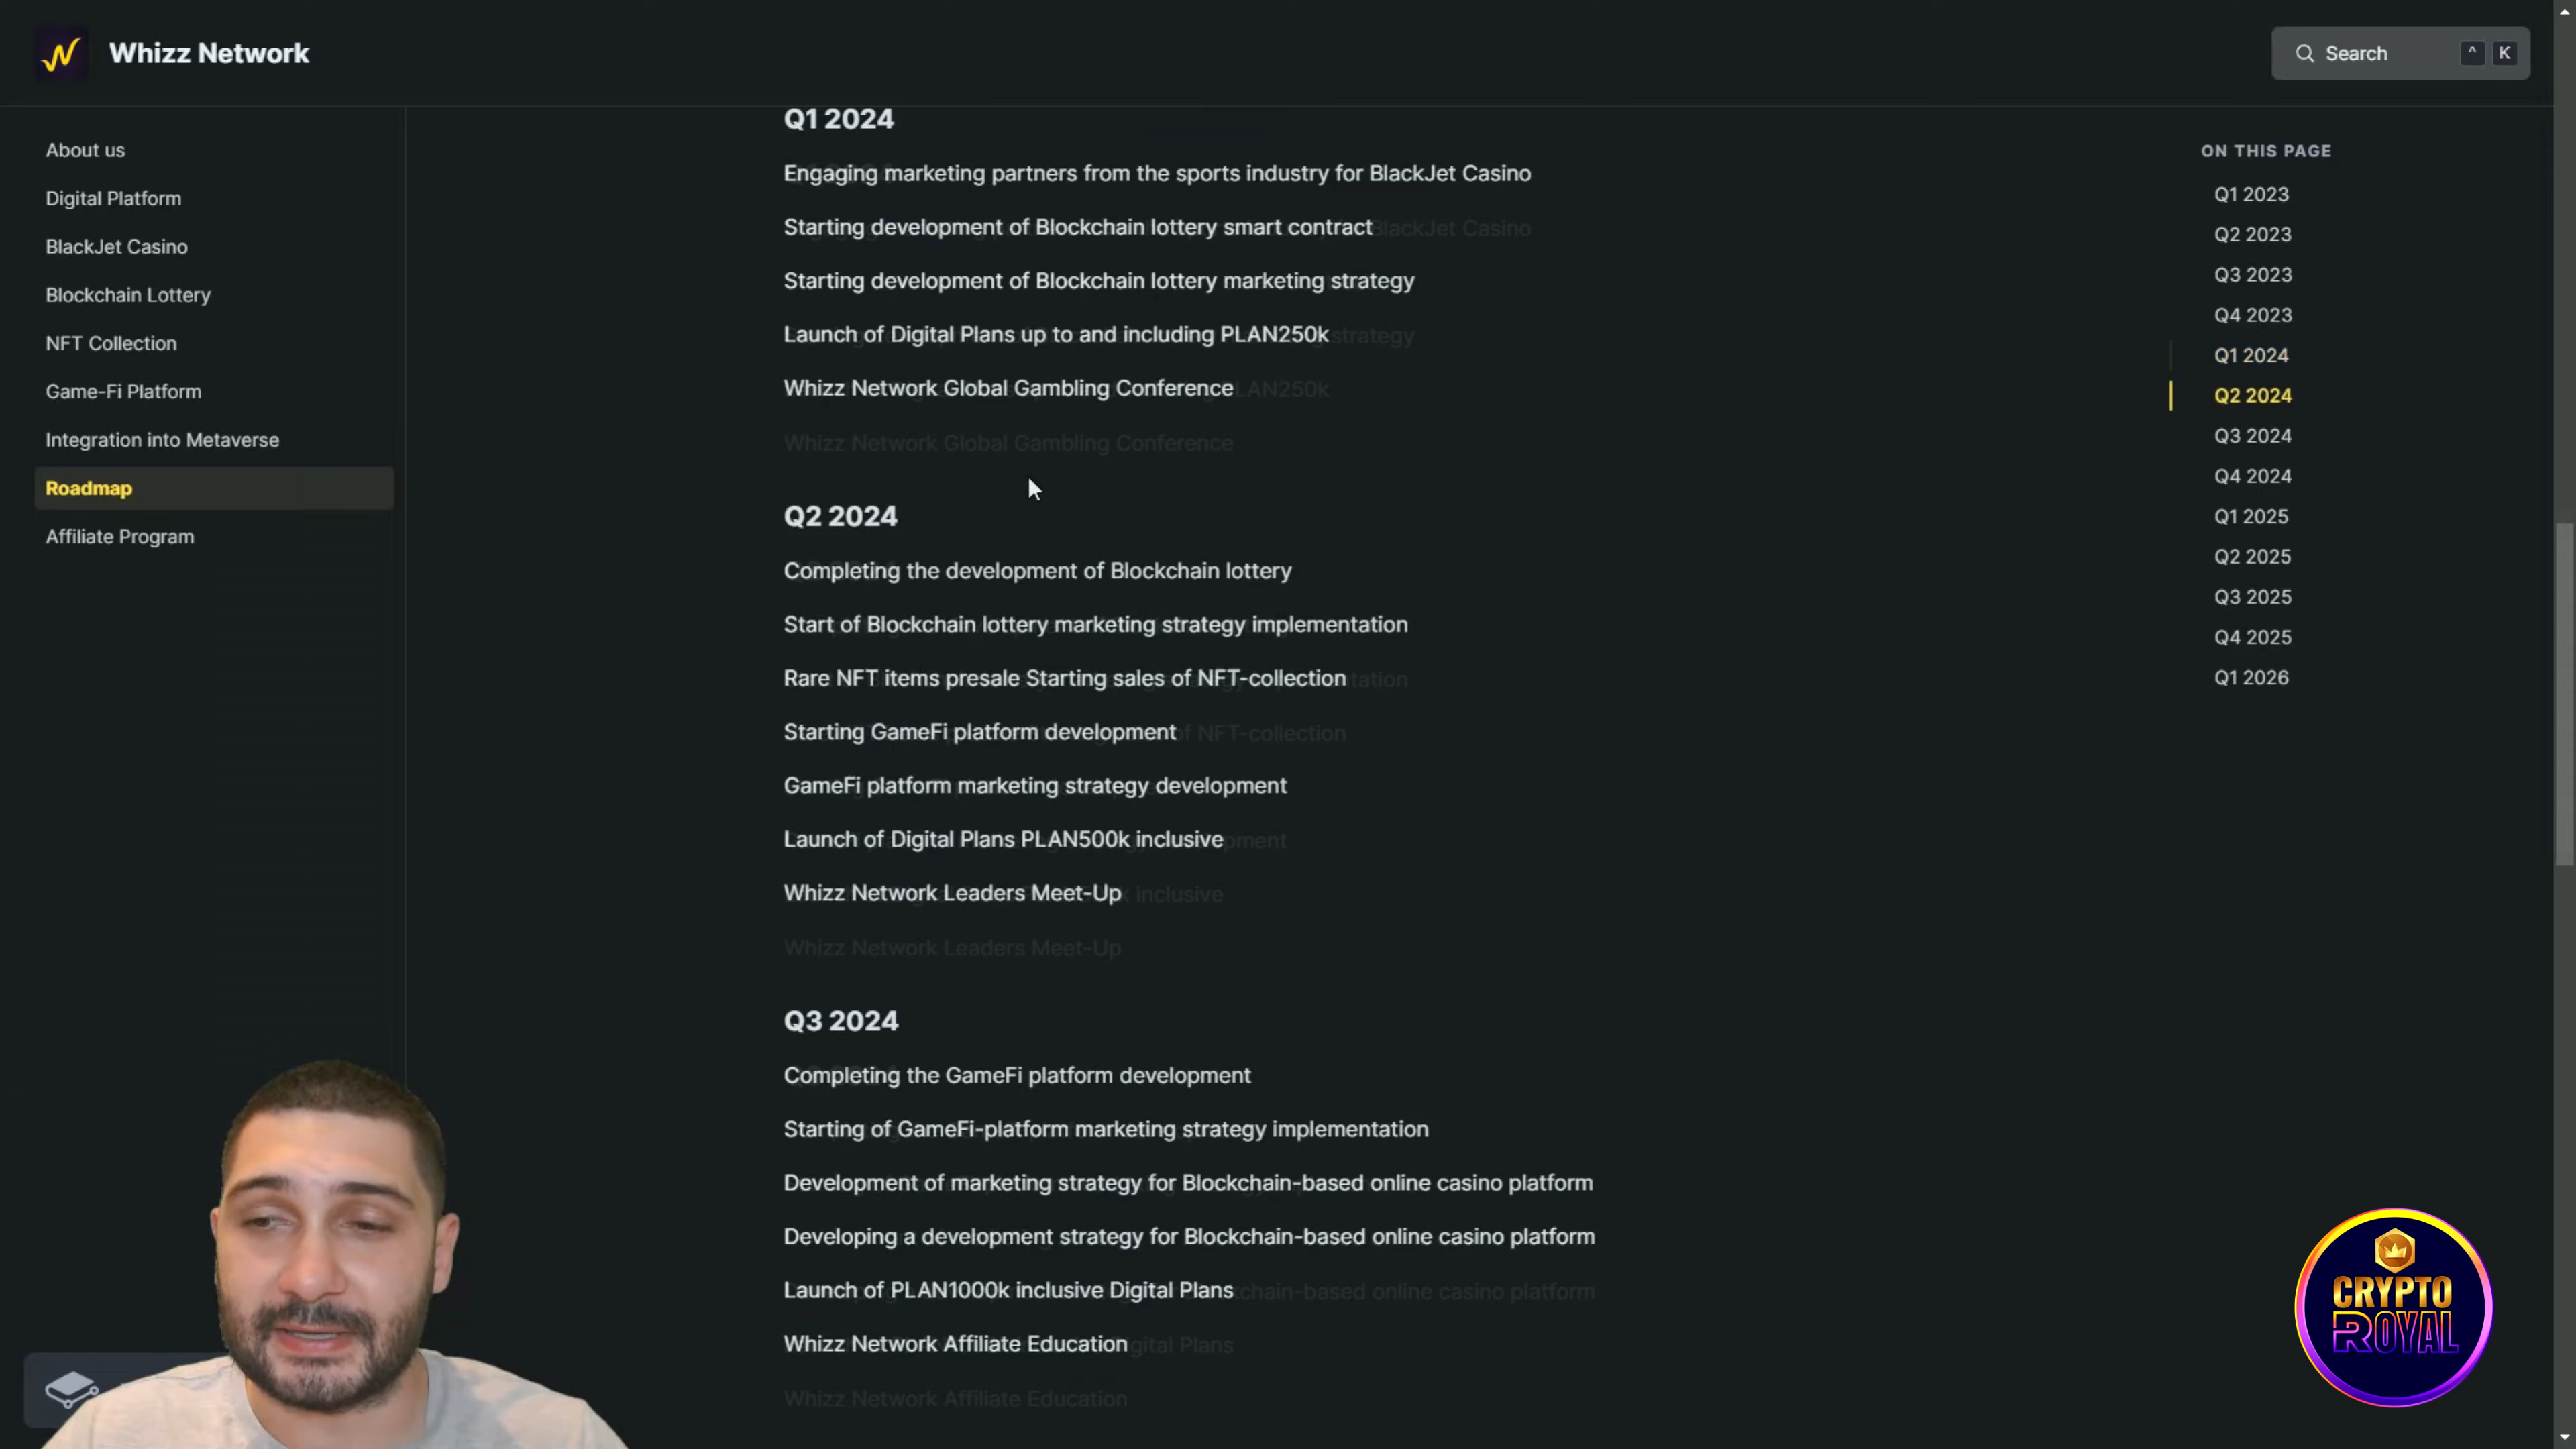 Whizz Network
Search
^ K
About us
Digital Platform
BlackJet Casino
Blockchain Lottery
NFT Collection
Game-Fi Platform
Integration into Metaverse
Roadmap
Affiliate Program
Q1 2024
Engaging marketing partners from the sports industry for BlackJet Casino
Starting development of Blockchain lottery smart contract
Starting development of Blockchain lottery marketing strategy
Launch of Digital Plans up to and including PLAN250k
Whizz Network Global Gambling Conference
Q2 2024
Completing the development of Blockchain lottery
Start of Blockchain lottery marketing strategy implementation
Rare NFT items presale Starting sales of NFT-collection
Starting GameFi platform development
GameFi platform marketing strategy development
Launch of Digital Plans PLAN500k inclusive
Whizz Network Leaders Meet-Up
Q3 2024
Completing the GameFi platform development
Starting of GameFi-platform marketing strategy implementation
Development of marketing strategy for Blockchain-based online casino platform
Developing a development strategy for Blockchain-based online casino platform
Launch of PLAN1000k inclusive Digital Plans
Whizz Network Affiliate Education
ON THIS PAGE
Q1 2023
Q2 2023
Q3 2023
Q4 2023
Q1 2024
Q2 2024
Q3 2024
Q4 2024
Q1 2025
Q2 2025
Q3 2025
Q4 2025
Q1 2026
CRYPTO
ROYAL